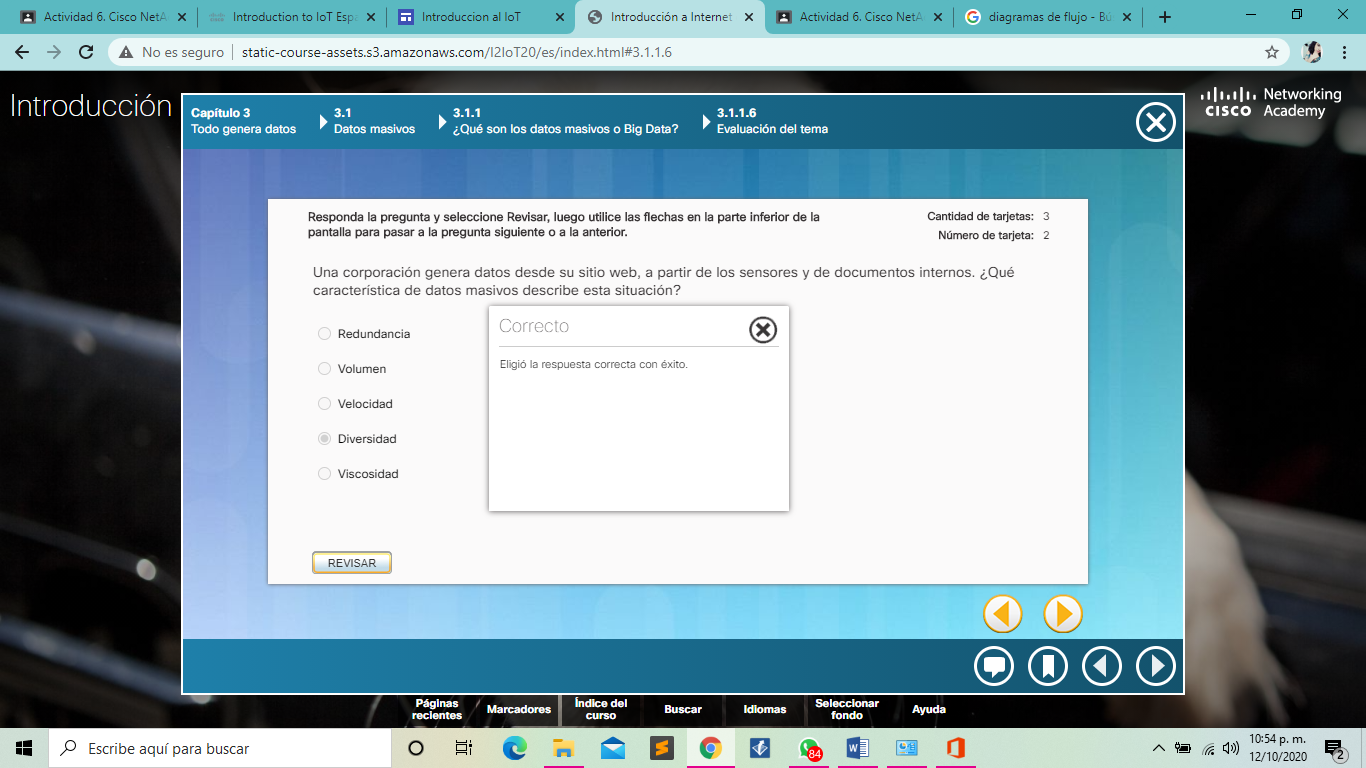 Actividad 6. Cisco NetA
Introduction to IoT Espa
Introduccion al IoT
Introducción a Internet
Actividad 6. Cisco NetA
diagramas de flujo - Bú
No es seguro
static-course-assets.s3.amazonaws.com/I2IoT20/es/index.html#3.1.1.6
Introducción
Capítulo 3
Todo genera datos
3.1
Datos masivos
3.1.1
¿Qué son los datos masivos o Big Data?
3.1.1.6
Evaluación del tema
CISCO
Networking
Academy
Responda la pregunta y seleccione Revisar, luego utilice las flechas en la parte inferior de la
pantalla para pasar a la pregunta siguiente o a la anterior.
Cantidad de tarjetas: 3
Número de tarjeta: 2
Una corporación genera datos desde su sitio web, a partir de los sensores y de documentos internos. ¿Qué
característica de datos masivos describe esta situación?
Redundancia
Volumen
Velocidad
Diversidad
Viscosidad
Correcto
Eligió la respuesta correcta con éxito.
REVISAR
Páginas
recientes
Marcadores
Índice del
curso
Buscar
Idiomas
Seleccionar
fondo
Ayuda
Escribe aquí para buscar
84
10:54 p. m.
12/10/2020
2